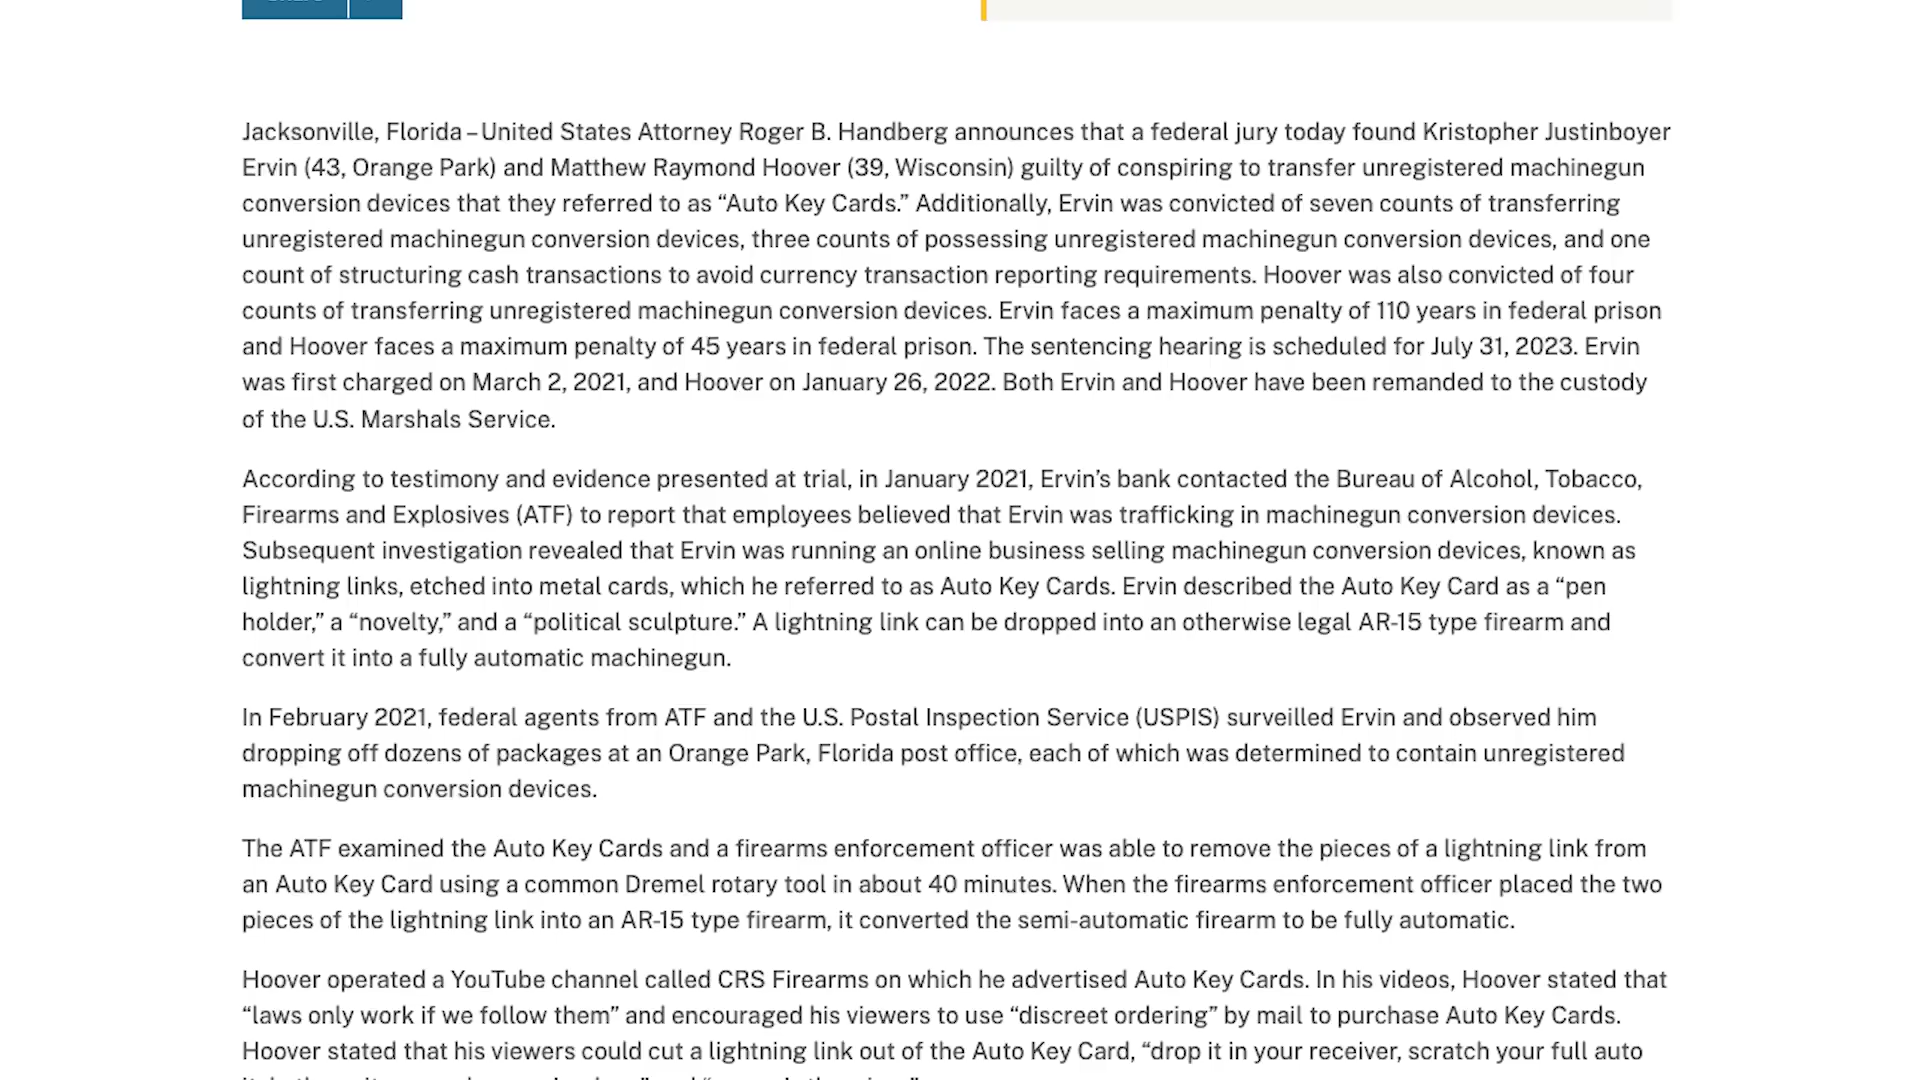 Jacksonville, Florida – United States Attorney Roger B. Handberg announces that a federal jury today found Kristopher Justinboyer
Ervin (43, Orange Park) and Matthew Raymond Hoover (39, Wisconsin) guilty of conspiring to transfer unregistered machinegun
conversion devices that they referred to as “Auto Key Cards.” Additionally, Ervin was convicted of seven counts of transferring
unregistered machinegun conversion devices, three counts of possessing unregistered machinegun conversion devices, and one
count of structuring cash transactions to avoid currency transaction reporting requirements. Hoover was also convicted of four
counts of transferring unregistered machinegun conversion devices. Ervin faces a maximum penalty of 110 years in federal prison
and Hoover faces a maximum penalty of 45 years in federal prison. The sentencing hearing is scheduled for July 31, 2023. Ervin
was first charged on March 2, 2021, and Hoover on January 26, 2022. Both Ervin and Hoover have been remanded to the custody
of the U.S. Marshals Service.
According to testimony and evidence presented at trial, in January 2021, Ervin’s bank contacted the Bureau of Alcohol, Tobacco,
Firearms and Explosives (ATF) to report that employees believed that Ervin was trafficking in machinegun conversion devices.
Subsequent investigation revealed that Ervin was running an online business selling machinegun conversion devices, known as
lightning links, etched into metal cards, which he referred to as Auto Key Cards. Ervin described the Auto Key Card as a “pen
holder,” a “novelty,” and a “political sculpture.” A lightning link can be dropped into an otherwise legal AR-15 type firearm and
convert it into a fully automatic machinegun.
In February 2021, federal agents from ATF and the U.S. Postal Inspection Service (USPIS) surveilled Ervin and observed him
dropping off dozens of packages at an Orange Park, Florida post office, each of which was determined to contain unregistered
machinegun conversion devices.
The ATF examined the Auto Key Cards and a firearms enforcement officer was able to remove the pieces of a lightning link from
an Auto Key Card using a common Dremel rotary tool in about 40 minutes. When the firearms enforcement officer placed the two
pieces of the lightning link into an AR-15 type firearm, it converted the semi-automatic firearm to be fully automatic.
Hoover operated a YouTube channel called CRS Firearms on which he advertised Auto Key Cards. In his videos, Hoover stated that
“laws only work if we follow them” and encouraged his viewers to use “discreet ordering” by mail to purchase Auto Key Cards.
Hoover stated that his viewers could cut a lightning link out of the Auto Key Card, “drop it in your receiver, scratch your full auto